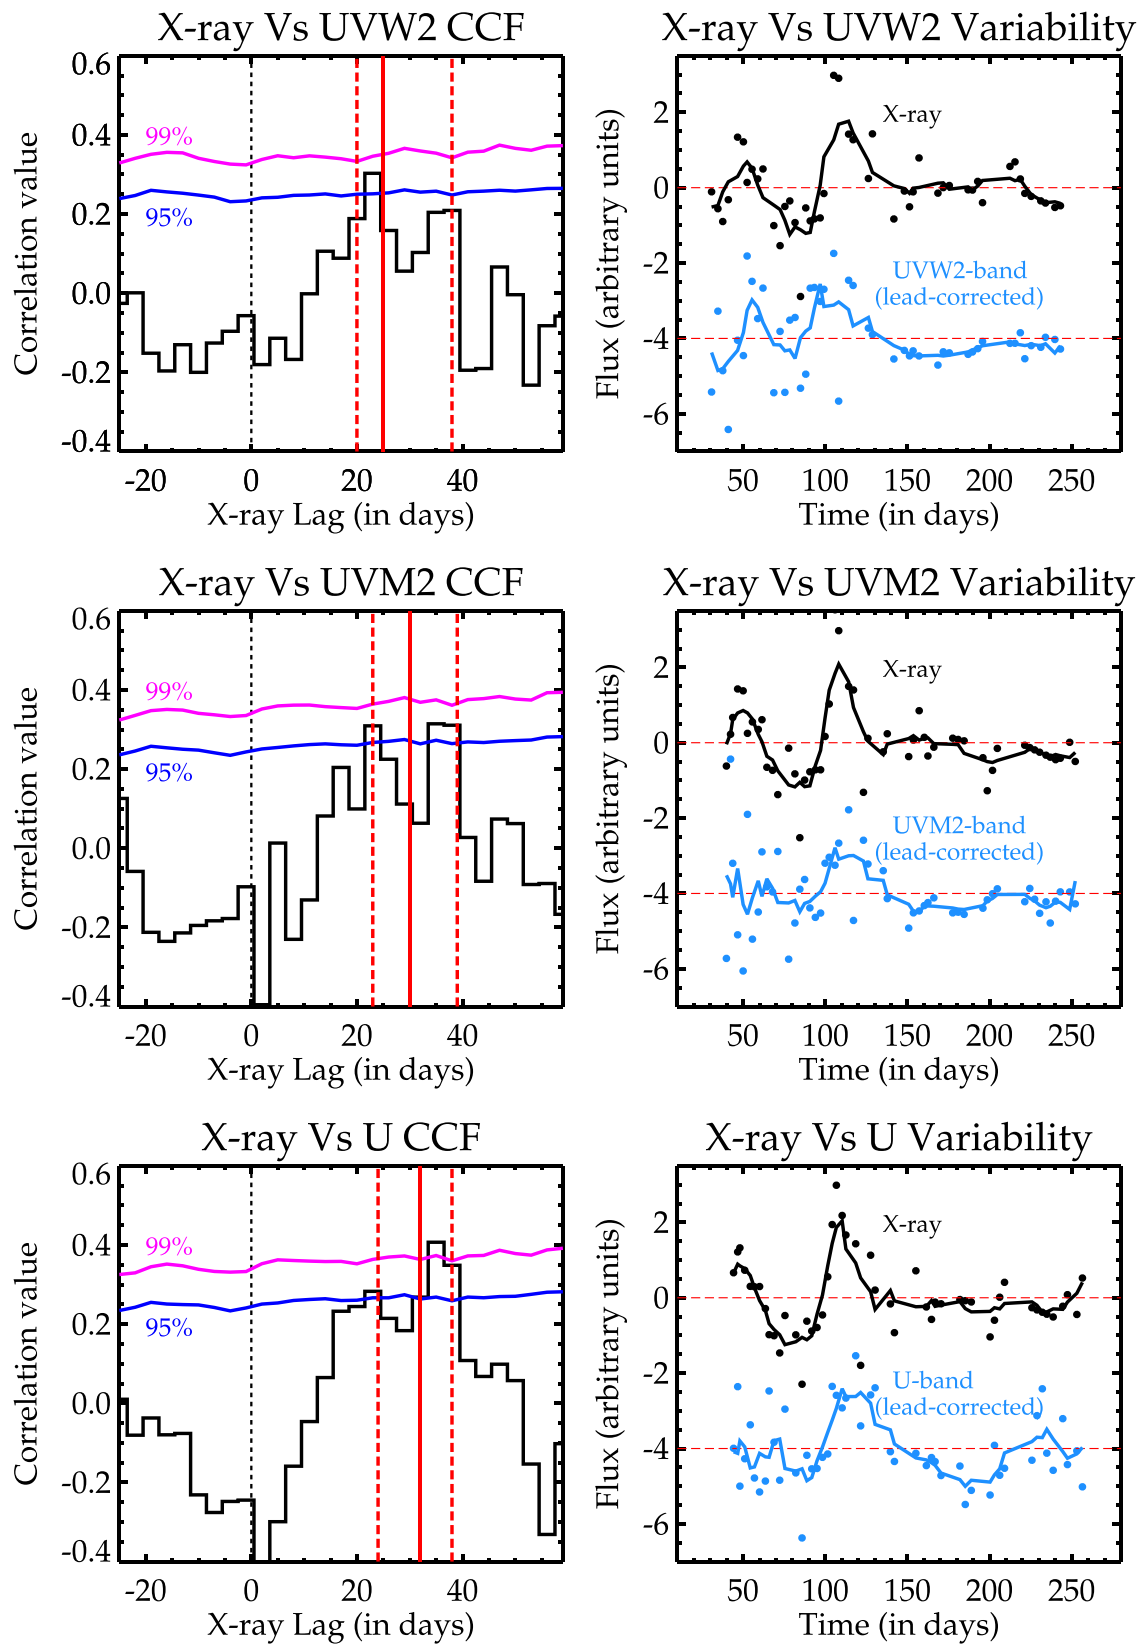 X-ray Vs UVW2 CCF
0.6
0.4
0.2
0.0
-0.2
-0.4
Correlation value
99%
95%
-20 0 20 40
X-ray Lag (in days)
X-ray Vs UVW2 Variability
2
0
-2
-4
-6
Flux (arbitrary units)
X-ray
UVW2-band
(lead-corrected)
50 100 150 200 250
Time (in days)
X-ray Vs UVM2 CCF
0.6
0.4
0.2
0.0
-0.2
-0.4
Correlation value
99%
95%
-20 0 20 40
X-ray Lag (in days)
X-ray Vs UVM2 Variability
2
0
-2
-4
-6
Flux (arbitrary units)
X-ray
UVM2-band
(lead-corrected)
50 100 150 200 250
Time (in days)
X-ray Vs U CCF
0.6
0.4
0.2
0.0
-0.2
-0.4
Correlation value
99%
95%
-20 0 20 40
X-ray Lag (in days)
X-ray Vs U Variability
2
0
-2
-4
-6
Flux (arbitrary units)
X-ray
U-band
(lead-corrected)
50 100 150 200 250
Time (in days)